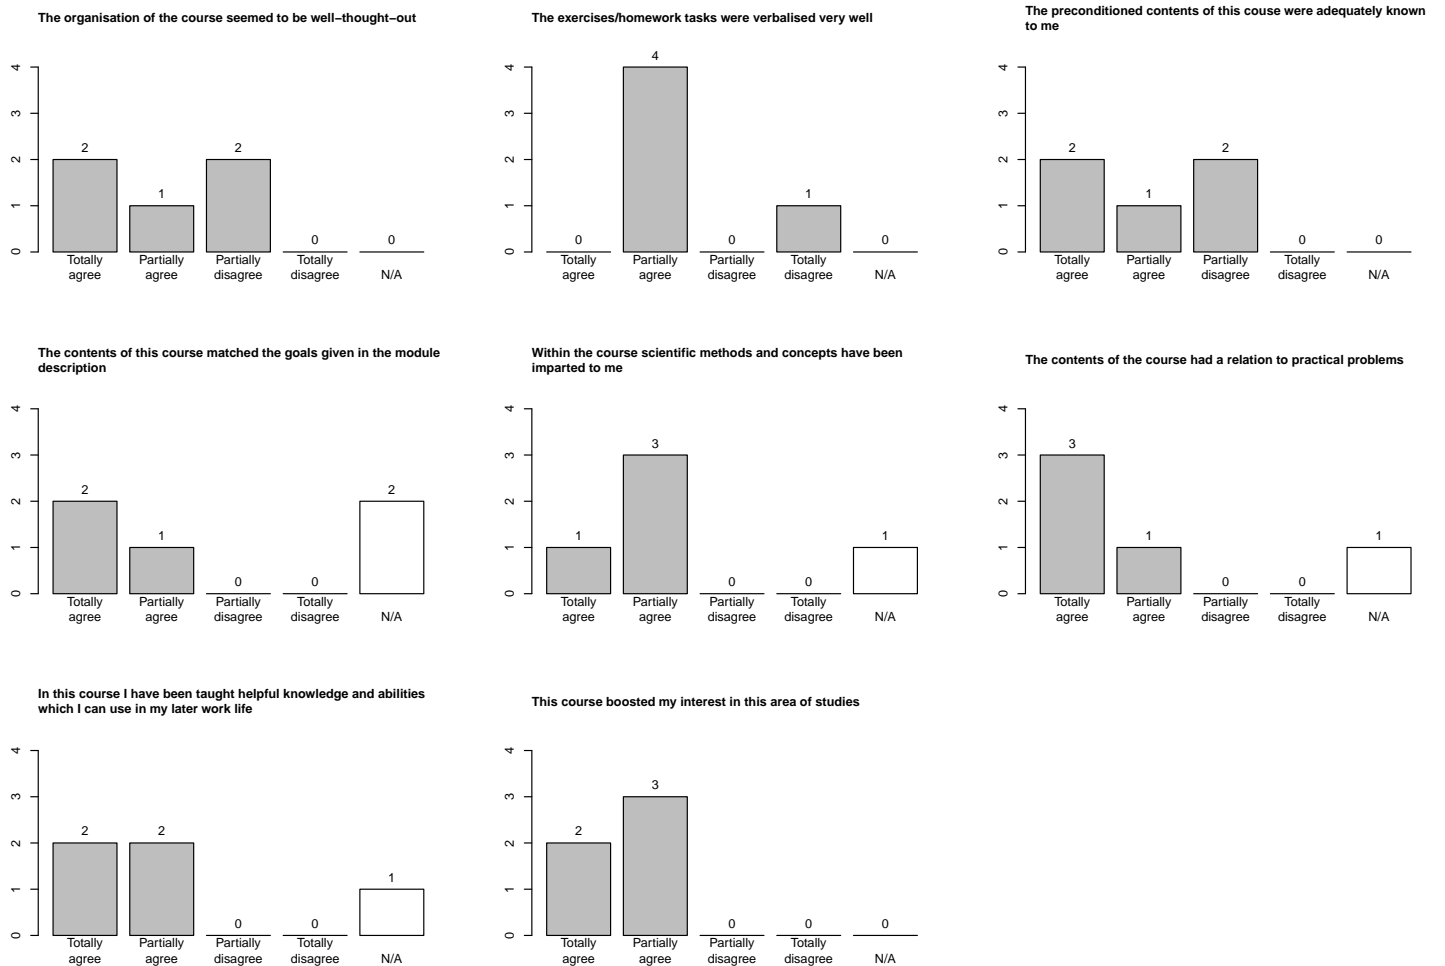 The organisation of the course seemed to be well−thought−out
4
3
2
1
0
2
1
2
0
0
Totally agree
Partially agree
Partially disagree
Totally disagree
N/A
The exercises/homework tasks were verbalised very well
4
3
2
1
0
0
4
0
1
0
Totally agree
Partially agree
Partially disagree
Totally disagree
N/A
The preconditioned contents of this couse were adequately known
to me
4
3
2
1
0
2
1
2
0
0
Totally agree
Partially agree
Partially disagree
Totally disagree
N/A
The contents of this course matched the goals given in the module
description
4
3
2
1
0
2
1
0
0
2
Totally agree
Partially agree
Partially disagree
Totally disagree
N/A
Within the course scientific methods and concepts have been
imparted to me
4
3
2
1
0
1
3
0
0
1
Totally agree
Partially agree
Partially disagree
Totally disagree
N/A
The contents of the course had a relation to practical problems
4
3
2
1
0
3
1
0
0
1
Totally agree
Partially agree
Partially disagree
Totally disagree
N/A
In this course I have been taught helpful knowledge and abilities
which I can use in my later work life
4
3
2
1
0
2
2
0
0
1
Totally agree
Partially agree
Partially disagree
Totally disagree
N/A
This course boosted my interest in this area of studies
4
3
2
1
0
2
3
0
0
0
Totally agree
Partially agree
Partially disagree
Totally disagree
N/A